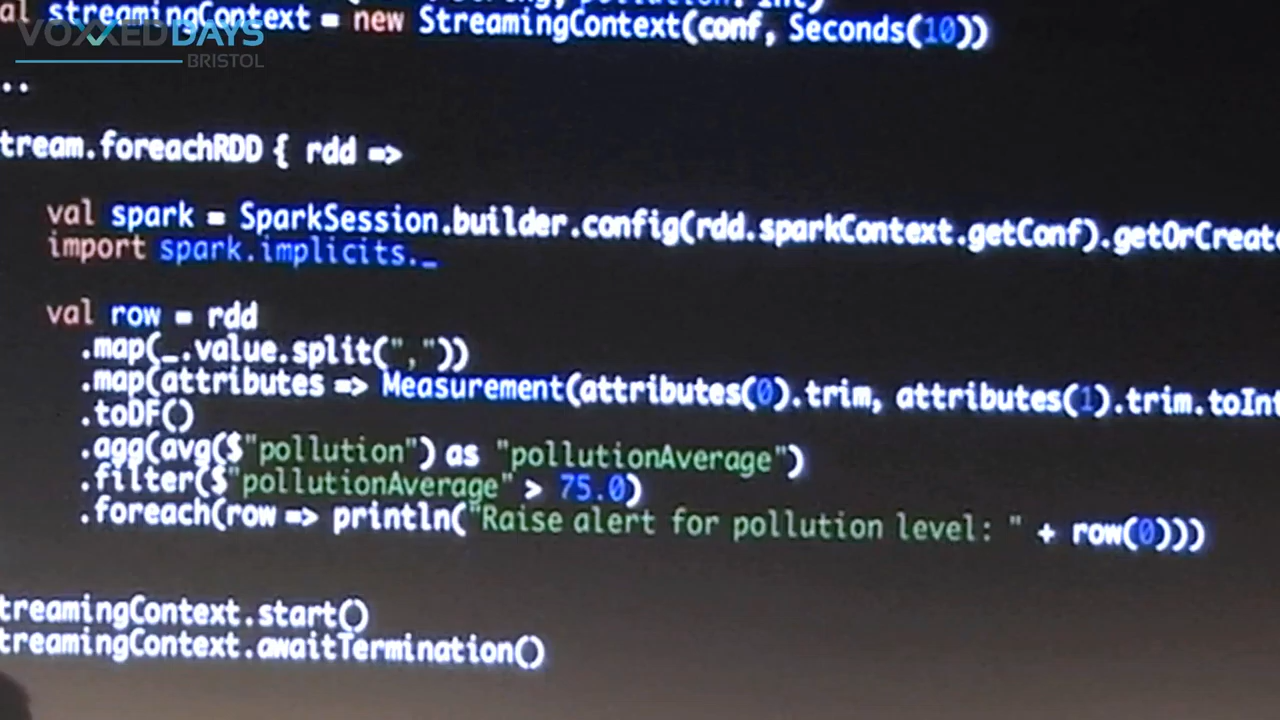 VOXXEDDAYS
BRISTOL
al streamingContext = new StreamingContext(conf, Seconds(10))
..
tream.foreachRDD { rdd =>
val spark = SparkSession.builder.config(rdd.sparkContext.getConf).getOrCreate
import spark.implicits._
val row = rdd
.map(_.value.split(","))
.map(attributes => Measurement(attributes(0).trim, attributes(1).trim.toInt
.toDF()
.agg(avg($"pollution") as "pollutionAverage")
.filter($"pollutionAverage" > 75.0)
.foreach(row => println("Raise alert for pollution level: " + row(0)))
treamingContext.start()
treamingContext.awaitTermination()